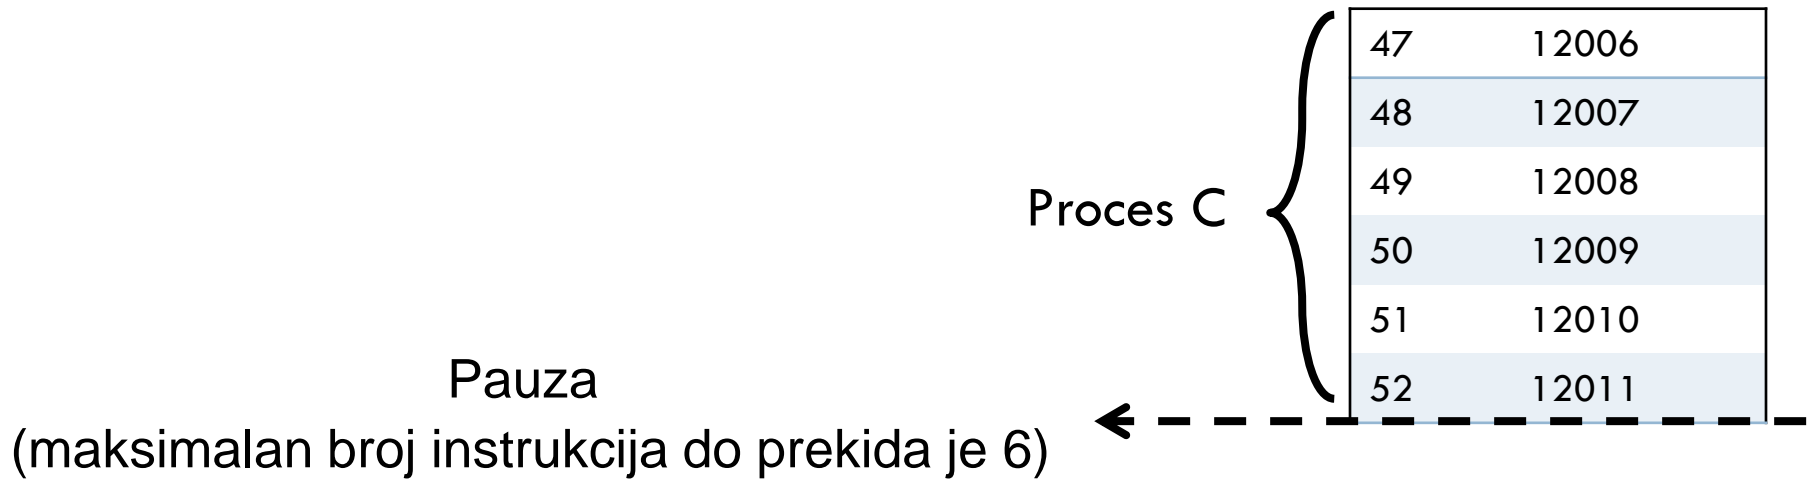 47 12006
48 12007
49 12008
Proces C
50 12009
51 12010
52 12011
Pauza
(maksimalan broj instrukcija do prekida je 6)